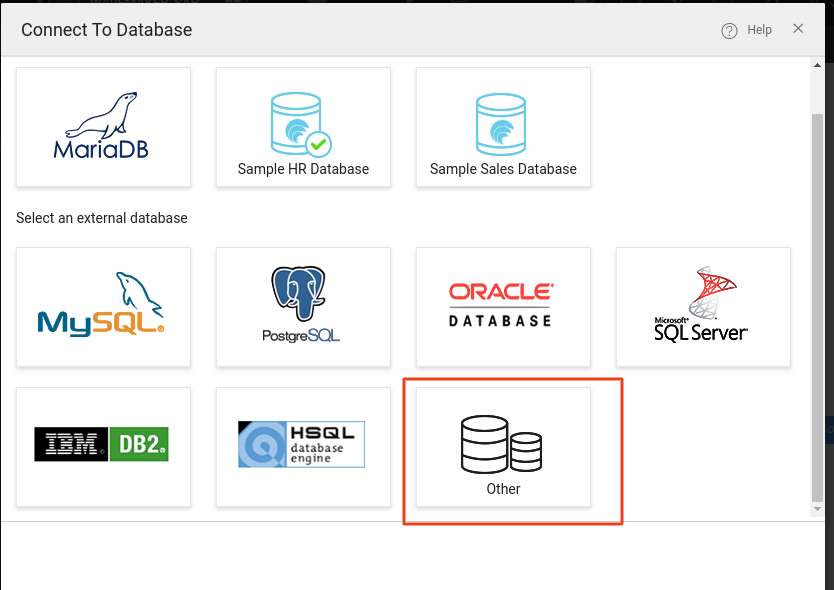 Connect To Database
? Help
MariaDB
Sample HR Database
Sample Sales Database
Select an external database
MySQL®
PostgreSQL
ORACLE®
DATABASE
Microsoft®
SQL Server®
IBM® DB2®
HSQL
database
engine
Other